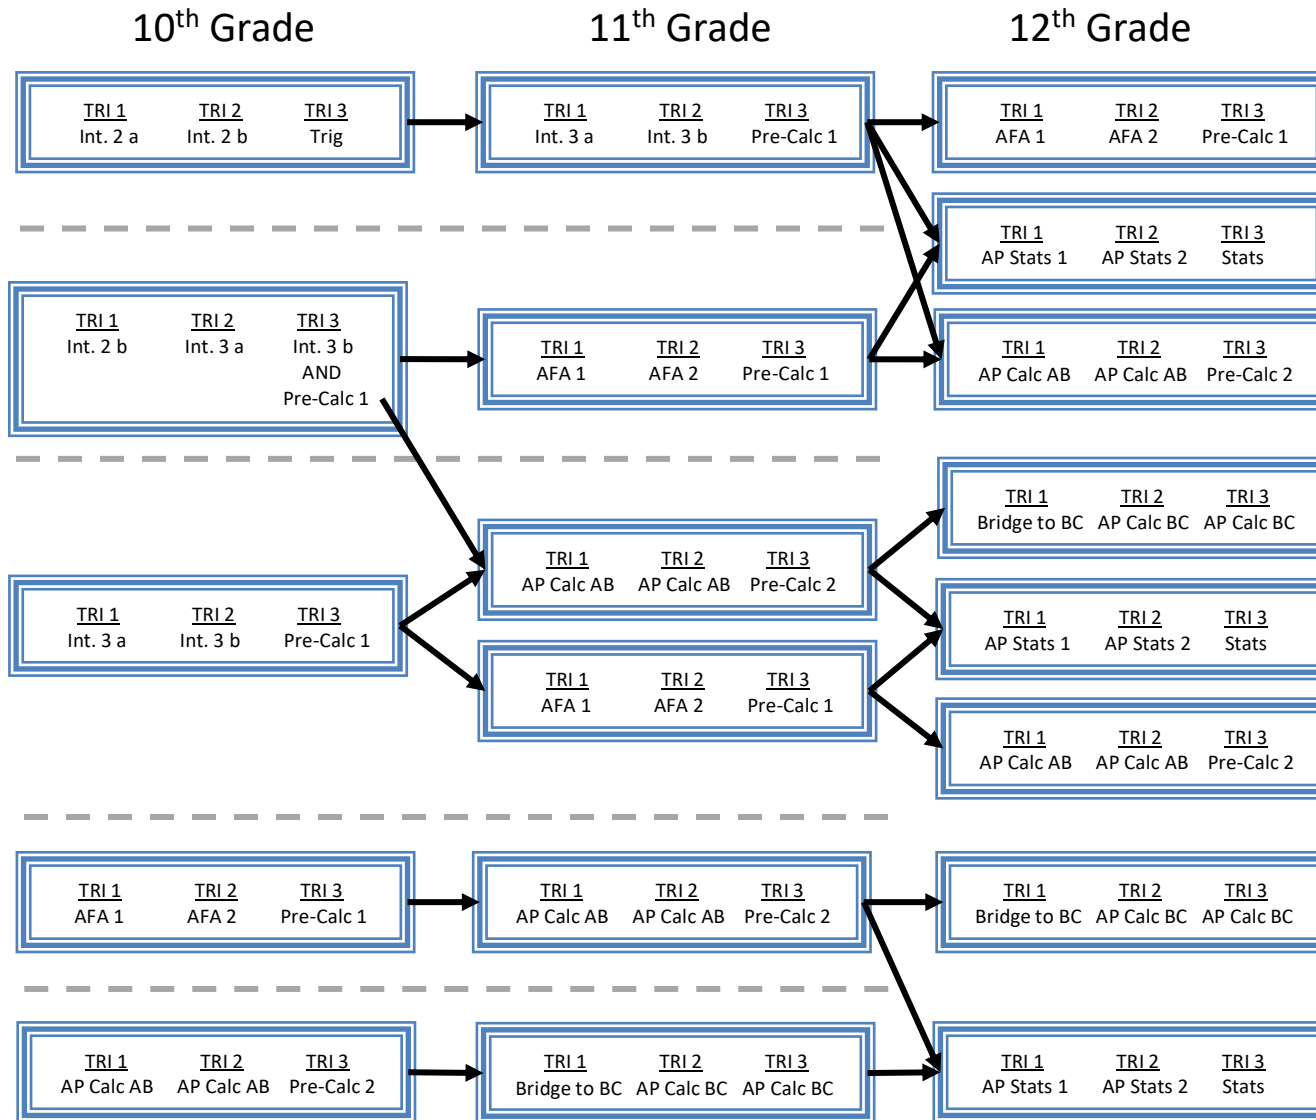 10th Grade 11th Grade 12th Grade
TRI 1 TRI 2 TRI 3
Int. 2 a Int. 2 b Trig
TRI 1 TRI 2 TRI 3
Int. 3 a Int. 3 b Pre-Calc 1
TRI 1 TRI 2 TRI 3
AFA 1 AFA 2 Pre-Calc 1
TRI 1 TRI 2 TRI 3
AP Stats 1 AP Stats 2 Stats
TRI 1 TRI 2 TRI 3
Int. 2 b Int. 3 a Int. 3 b
AND
Pre-Calc 1
TRI 1 TRI 2 TRI 3
AFA 1 AFA 2 Pre-Calc 1
TRI 1 TRI 2 TRI 3
AP Calc AB AP Calc AB Pre-Calc 2
TRI 1 TRI 2 TRI 3
Bridge to BC AP Calc BC AP Calc BC
TRI 1 TRI 2 TRI 3
Int. 3 a Int. 3 b Pre-Calc 1
TRI 1 TRI 2 TRI 3
AP Calc AB AP Calc AB Pre-Calc 2
TRI 1 TRI 2 TRI 3
AP Stats 1 AP Stats 2 Stats
TRI 1 TRI 2 TRI 3
AFA 1 AFA 2 Pre-Calc 1
TRI 1 TRI 2 TRI 3
AP Calc AB AP Calc AB Pre-Calc 2
TRI 1 TRI 2 TRI 3
AFA 1 AFA 2 Pre-Calc 1
TRI 1 TRI 2 TRI 3
AP Calc AB AP Calc AB Pre-Calc 2
TRI 1 TRI 2 TRI 3
Bridge to BC AP Calc BC AP Calc BC
TRI 1 TRI 2 TRI 3
AP Calc AB AP Calc AB Pre-Calc 2
TRI 1 TRI 2 TRI 3
Bridge to BC AP Calc BC AP Calc BC
TRI 1 TRI 2 TRI 3
AP Stats 1 AP Stats 2 Stats